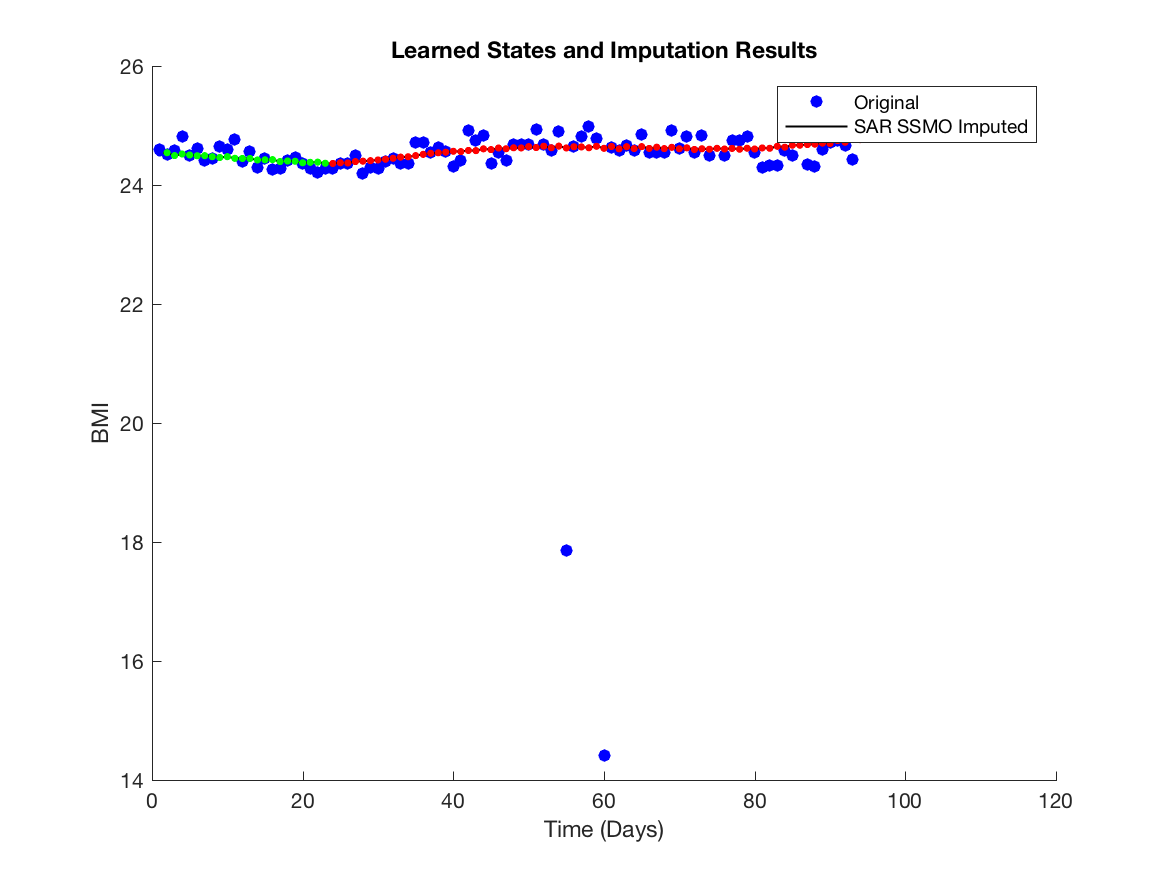 Learned States and Imputation Results
26
24
22
20
18
16
14
BMI
Original
SAR SSMO Imputed
0 20 40 60 80 100 120
Time (Days)